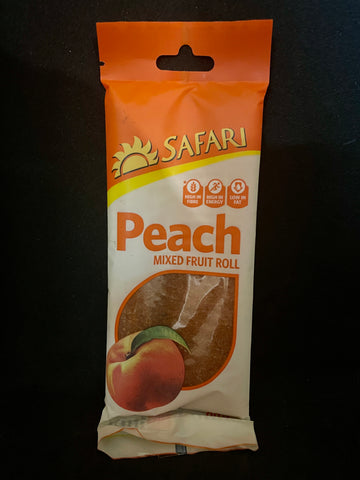 SAFARI
HIGH IN FIBRE
HIGH IN ENERGY
LOW IN FAT
Peach
MIXED FRUIT ROLL